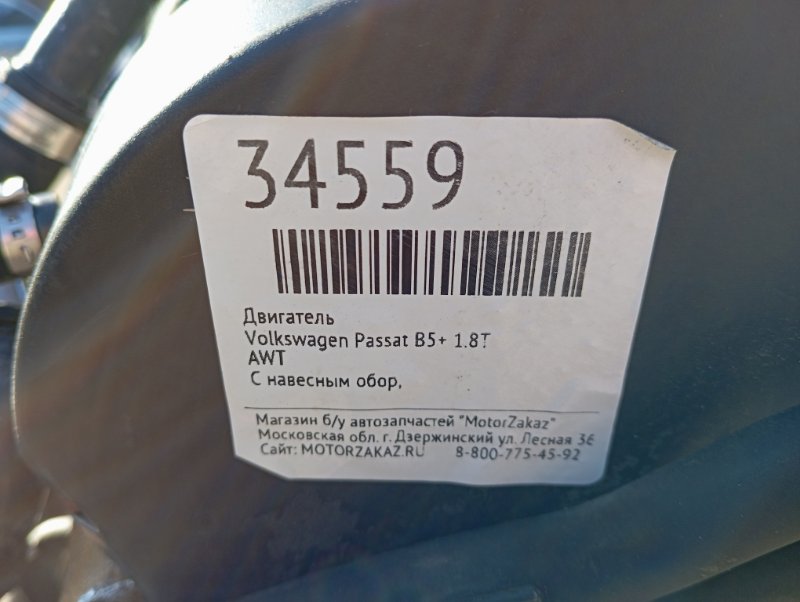 34559
Двигатель
Volkswagen Passat B5+ 1.8T
AWT
С навесным обор,
Магазин б/у автозапчастей "MotorZakaz"
Московская обл. г. Дзержинский ул. Лесная 36
Сайт: MOTORZAKAZ.RU 8-800-775-45-92